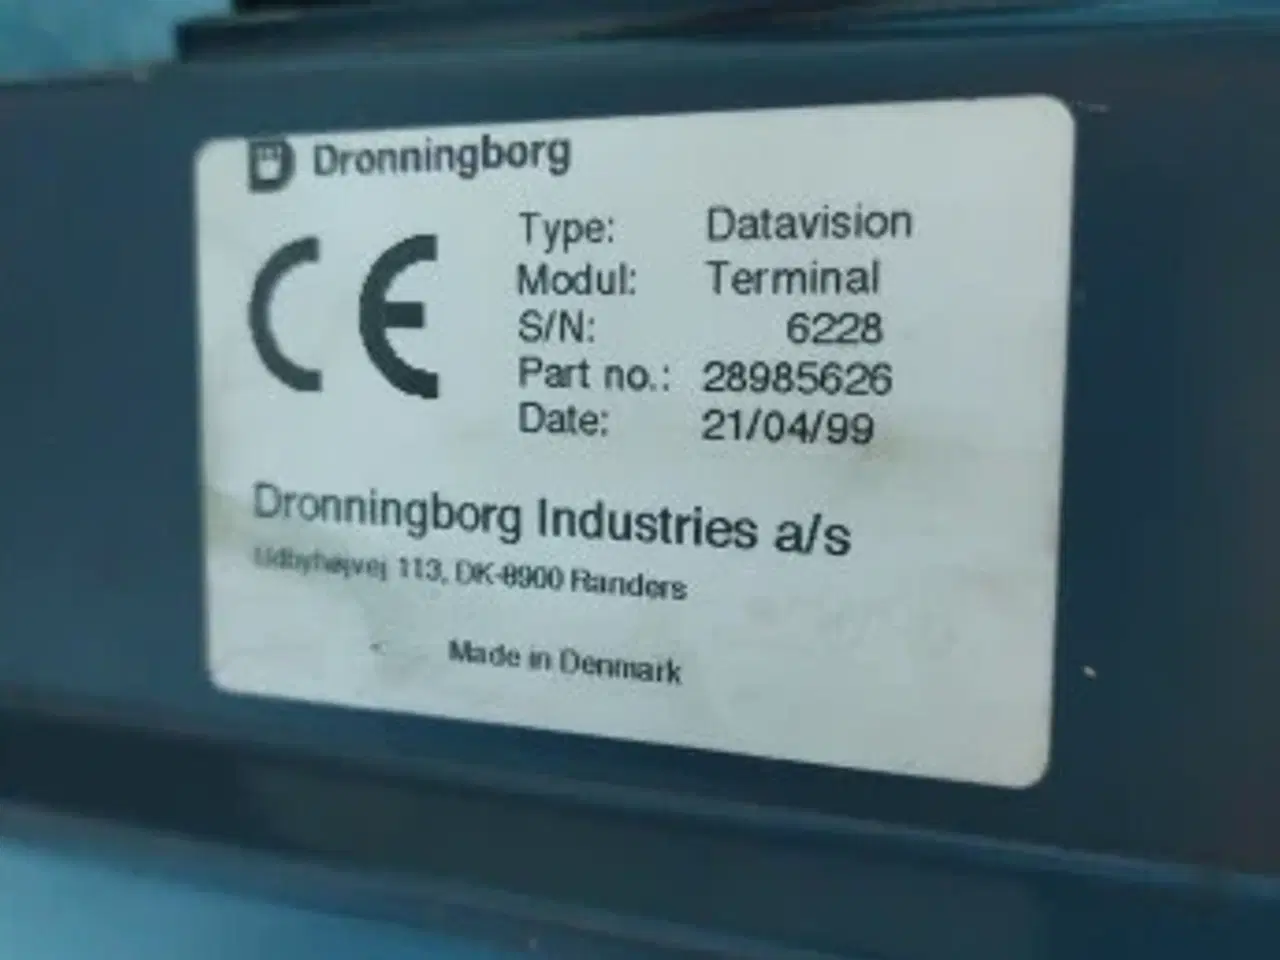 Dronningborg
CE
Type: Datavision
Modul: Terminal
S/N: 6228
Part no.: 28985626
Date: 21/04/99
Dronningborg Industries a/s
Udbyhøjvej 113, DK-8900 Randers
Made in Denmark